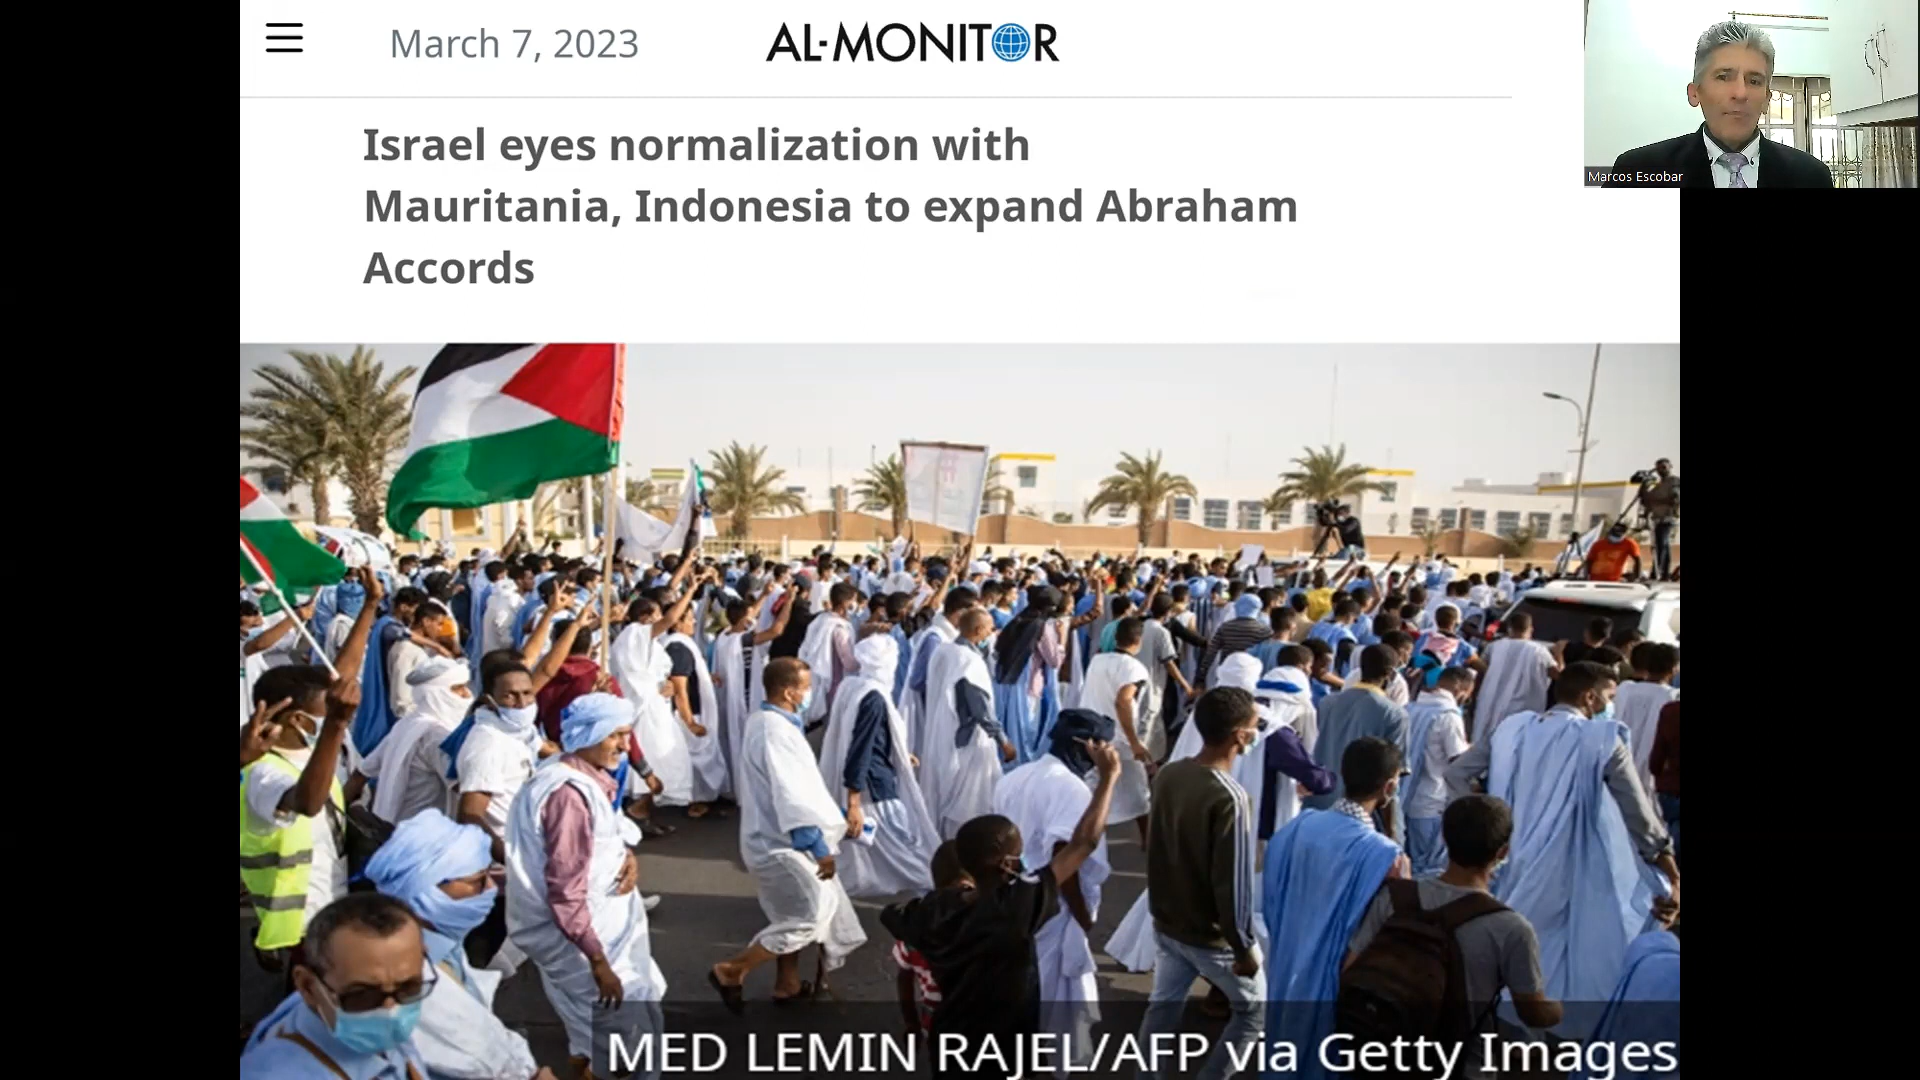 March 7, 2023
AL-MONITOR
Marcos Escobar
Israel eyes normalization with
Mauritania, Indonesia to expand Abraham
Accords
MED LEMIN RAJEL/AFP via Getty Images